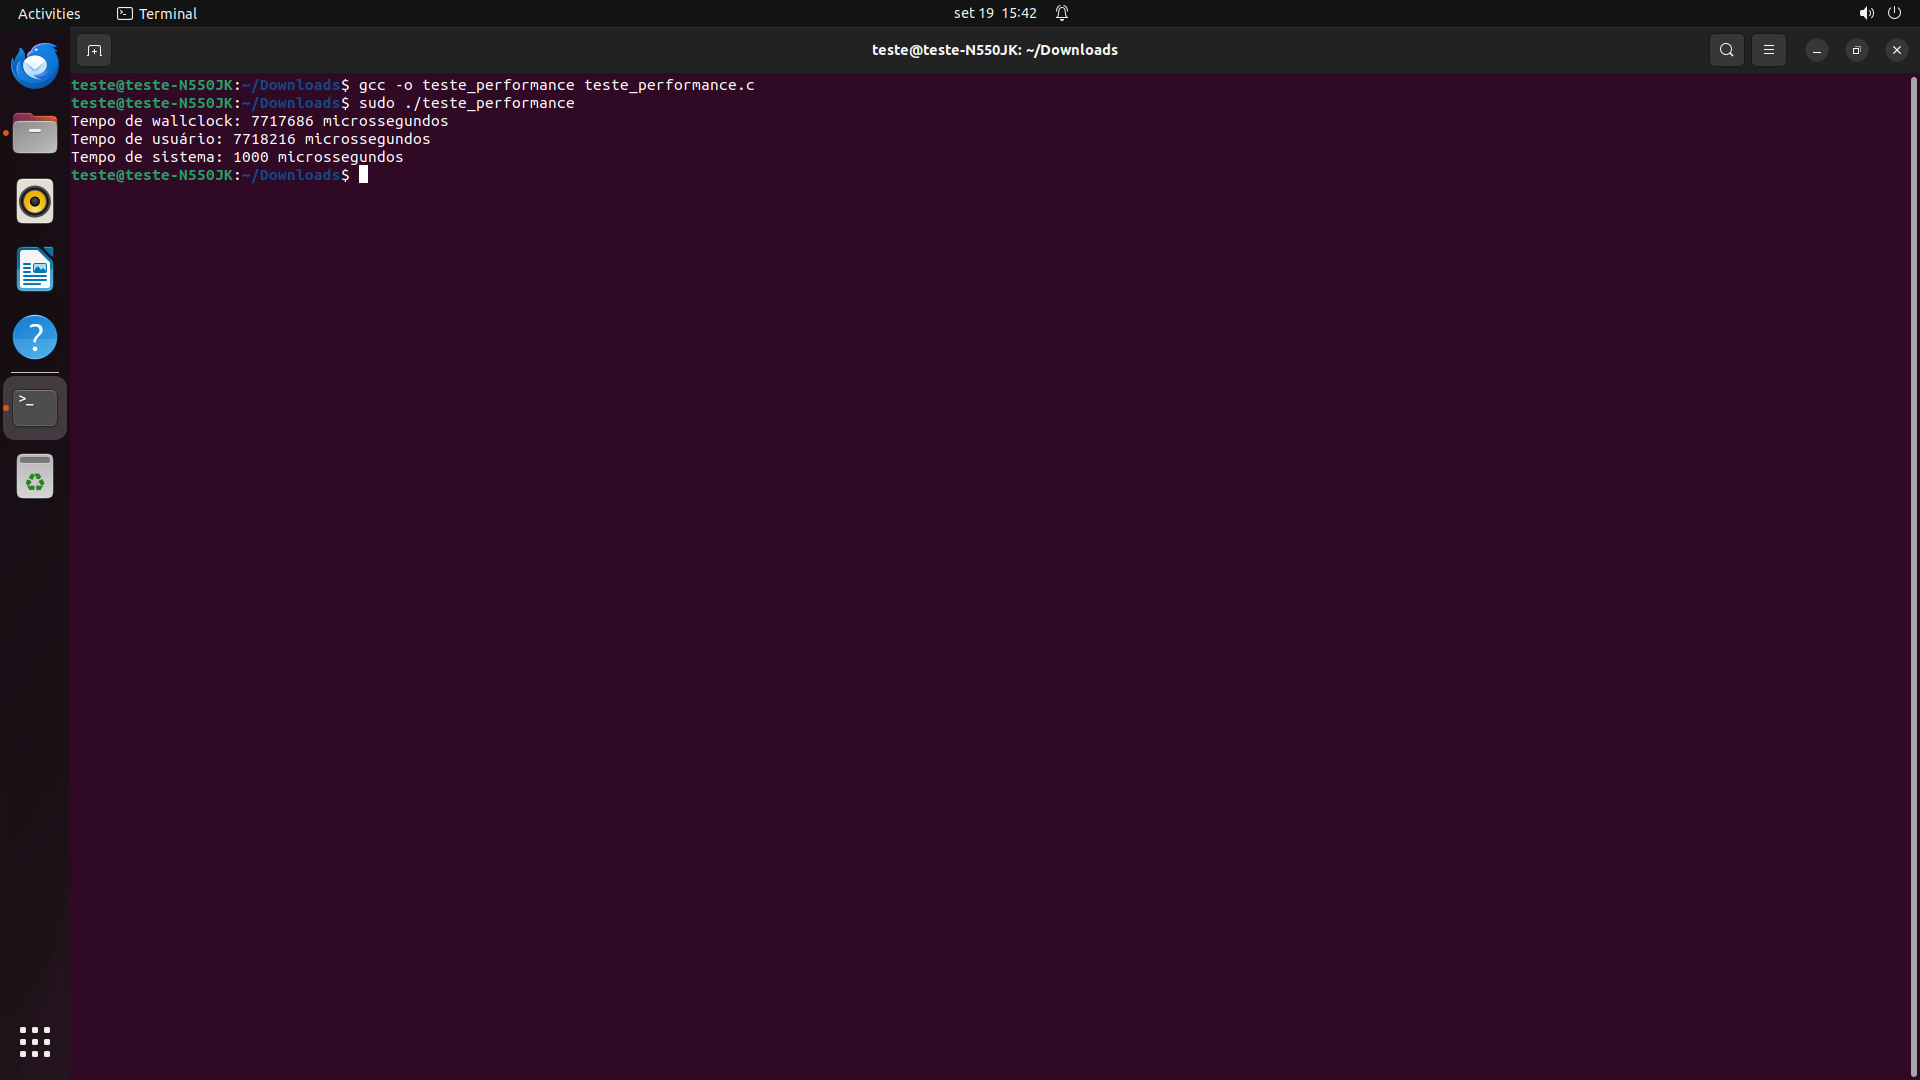 Activities
Terminal
set 19 15:42
teste@teste-N550JK: ~/Downloads
teste@teste-N550JK:~/Downloads$ gcc -o teste_performance teste_performance.c
teste@teste-N550JK:~/Downloads$ sudo ./teste_performance
Tempo de wallclock: 7717686 microssegundos
Tempo de usuário: 7718216 microssegundos
Tempo de sistema: 1000 microssegundos
teste@teste-N550JK:~/Downloads$